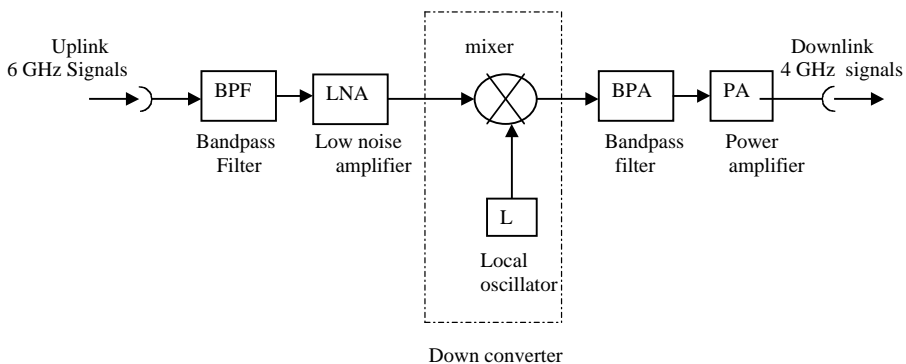 Uplink
6 GHz Signals
mixer
Downlink
4 GHz signals
BPF
LNA
BPA
PA
Bandpass
Filter
Low noise
amplifier
Bandpass
filter
Power
amplifier
L
Local
oscillator
Down converter